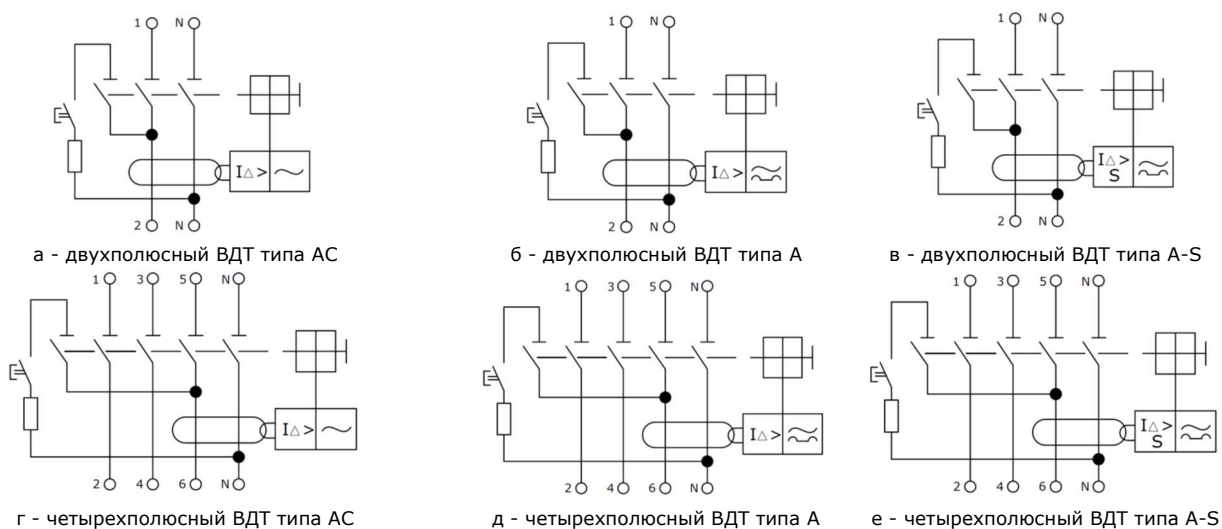 1 N 1 N 1 N
I△> I△> I△>
S
2 N 2 N 2 N
а - двухполюсный ВДТ типа АС б - двухполюсный ВДТ типа А в - двухполюсный ВДТ типа A-S
1 3 5 N 1 3 5 N 1 3 5 N
I△> I△> I△>
S
2 4 6 N 2 4 6 N 2 4 6 N
г - четырехполюсный ВДТ типа АС д - четырехполюсный ВДТ типа А е - четырехполюсный ВДТ типа A-S